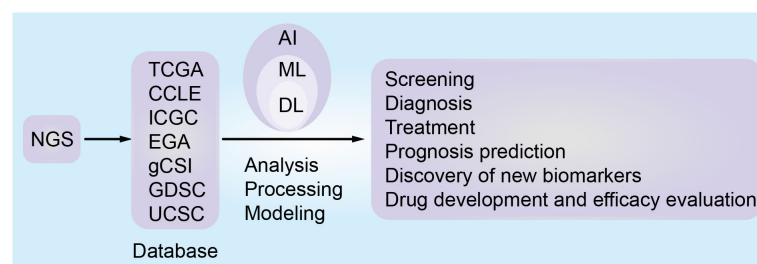 NGS
TCGA
CCLE
ICGC
EGA
gCSI
GDSC
UCSC
Database
AI
ML
DL
Analysis
Processing
Modeling
Screening
Diagnosis
Treatment
Prognosis prediction
Discovery of new biomarkers
Drug development and efficacy evaluation